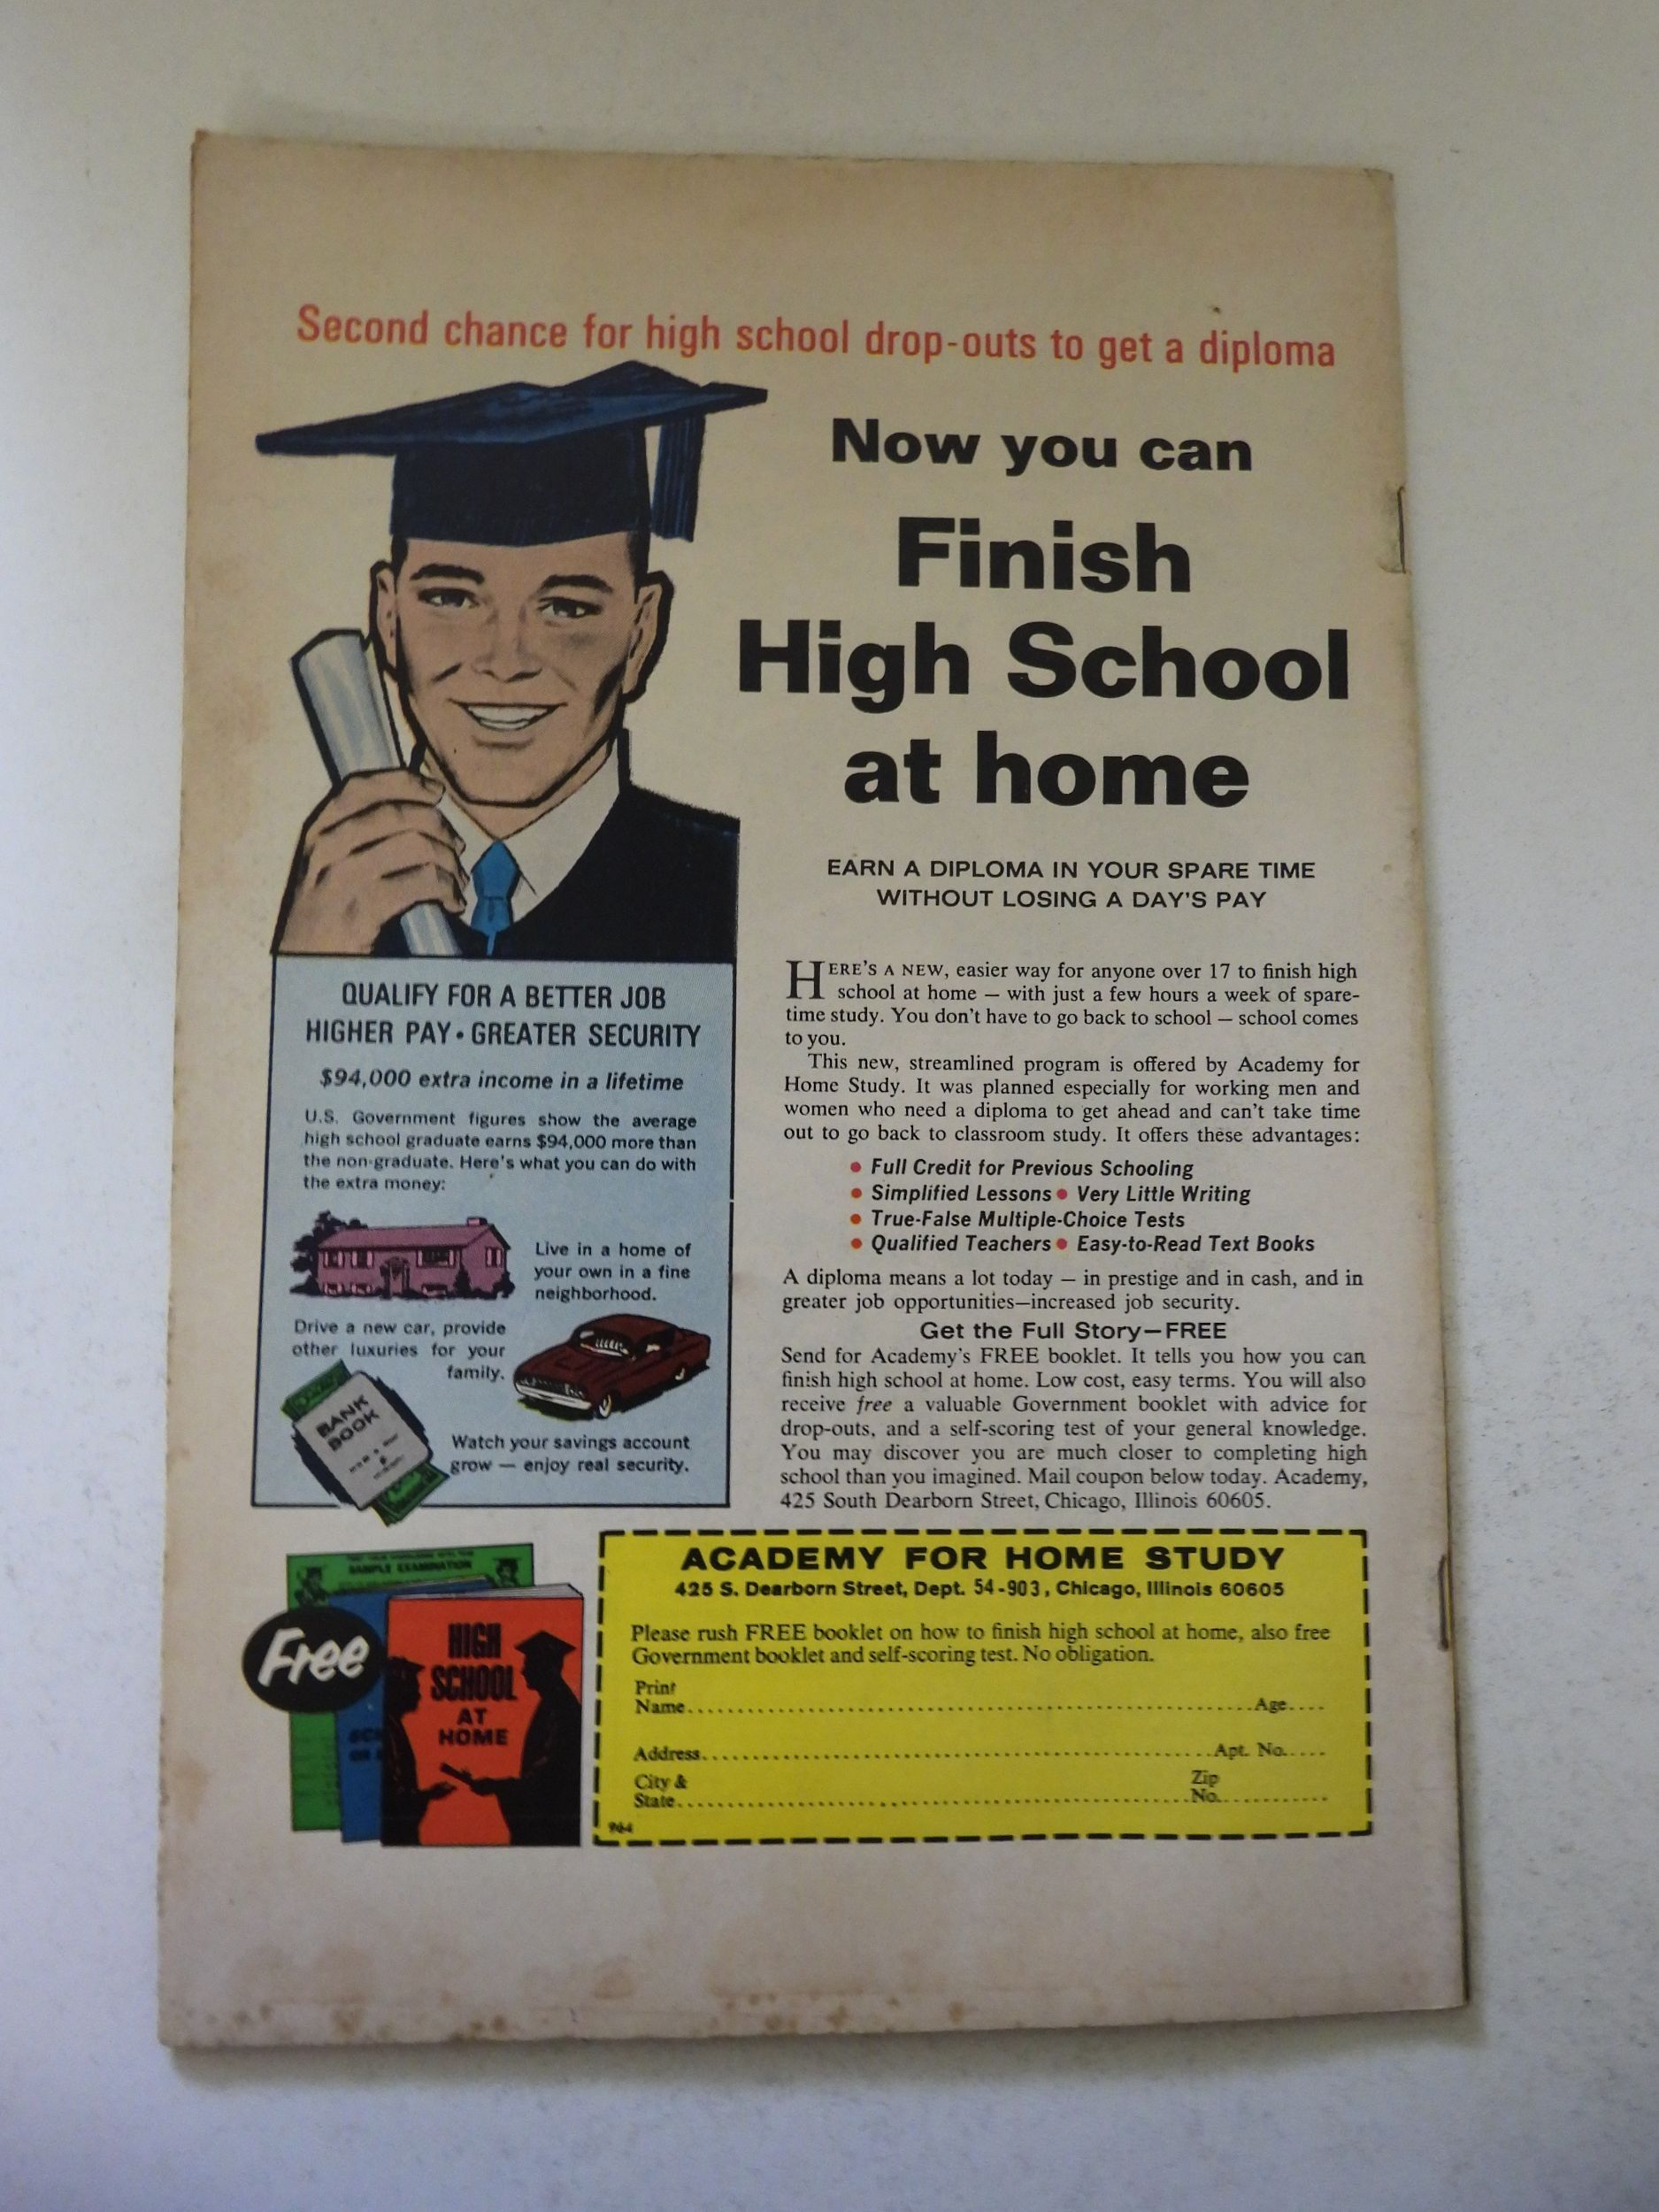 Second chance for high school drop-outs to get a diploma
Now you can
Finish
High School
at home
EARN A DIPLOMA IN YOUR SPARE TIME
WITHOUT LOSING A DAY'S PAY
HERE'S A NEW, easier way for anyone over 17 to finish high
school at home — with just a few hours a week of spare-
time study. You don't have to go back to school — school comes
to you.
This new, streamlined program is offered by Academy for
Home Study. It was planned especially for working men and
women who need a diploma to get ahead and can't take time
out to go back to classroom study. It offers these advantages:
• Full Credit for Previous Schooling
• Simplified Lessons • Very Little Writing
• True-False Multiple-Choice Tests
• Qualified Teachers • Easy-to-Read Text Books
A diploma means a lot today — in prestige and in cash, and in
greater job opportunities—increased job security.
Get the Full Story—FREE
Send for Academy's FREE booklet. It tells you how you can
finish high school at home. Low cost, easy terms. You will also
receive free a valuable Government booklet with advice for
drop-outs, and a self-scoring test of your general knowledge.
You may discover you are much closer to completing high
school than you imagined. Mail coupon below today. Academy,
425 South Dearborn Street, Chicago, Illinois 60605.
QUALIFY FOR A BETTER JOB
HIGHER PAY • GREATER SECURITY
$94,000 extra income in a lifetime
U.S. Government figures show the average
high school graduate earns $94,000 more than
the non-graduate. Here's what you can do with
the extra money:
Live in a home of
your own in a fine
neighborhood.
Drive a new car, provide
other luxuries for your
family.
BANK
BOOK
Watch your savings account
grow — enjoy real security.
SAMPLE EXAMINATION
Free
HIGH
SCHOOL
AT
HOME
ACADEMY FOR HOME STUDY
425 S. Dearborn Street, Dept. 54-903, Chicago, Illinois 60605
Please rush FREE booklet on how to finish high school at home, also free
Government booklet and self-scoring test. No obligation.
Print
Name.......Age....
Address.......Apt. No.....
City & Zip
State.......No.......
964